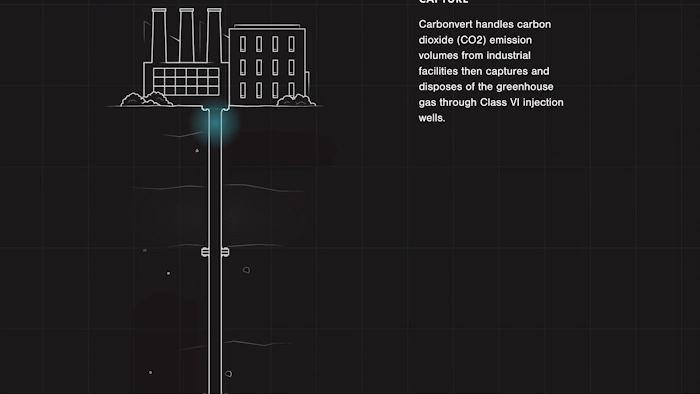 CAPTURE
Carbonvert handles carbon
dioxide (CO2) emission
volumes from industrial
facilities then captures and
disposes of the greenhouse
gas through Class VI injection
wells.